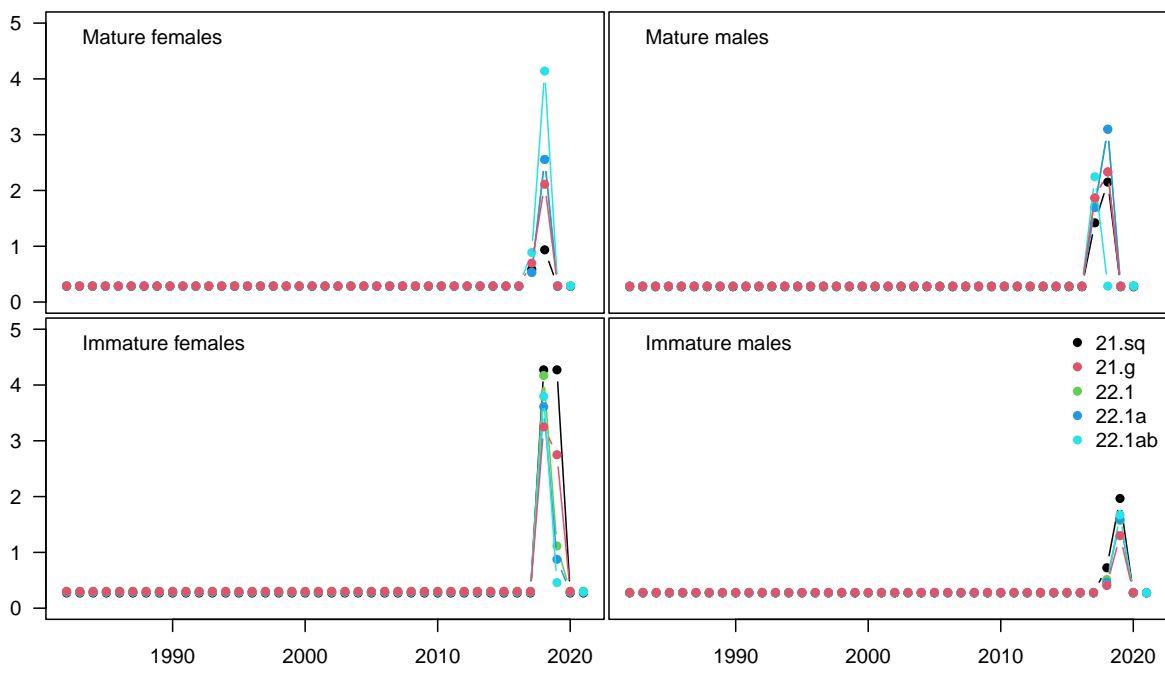 Mature females
Mature males
5
4
3
2
1
0
Immature females
Immature males
5
4
3
2
1
0
21.sq
21.g
22.1
22.1a
22.1ab
1990
2000
2010
2020
1990
2000
2010
2020